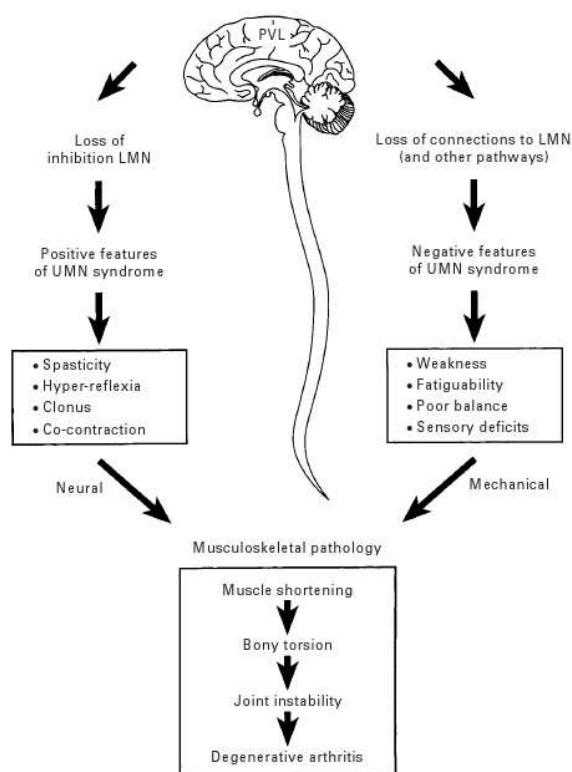 PVL
Loss of
inhibition LMN
Positive features
of UMN syndrome
• Spasticity
• Hyper-reflexia
• Clonus
• Co-contraction
Neural
Loss of connections to LMN
(and other pathways)
Negative features
of UMN syndrome
• Weakness
• Fatiguability
• Poor balance
• Sensory deficits
Mechanical
Musculoskeletal pathology
Muscle shortening
Bony torsion
Joint instability
Degenerative arthritis